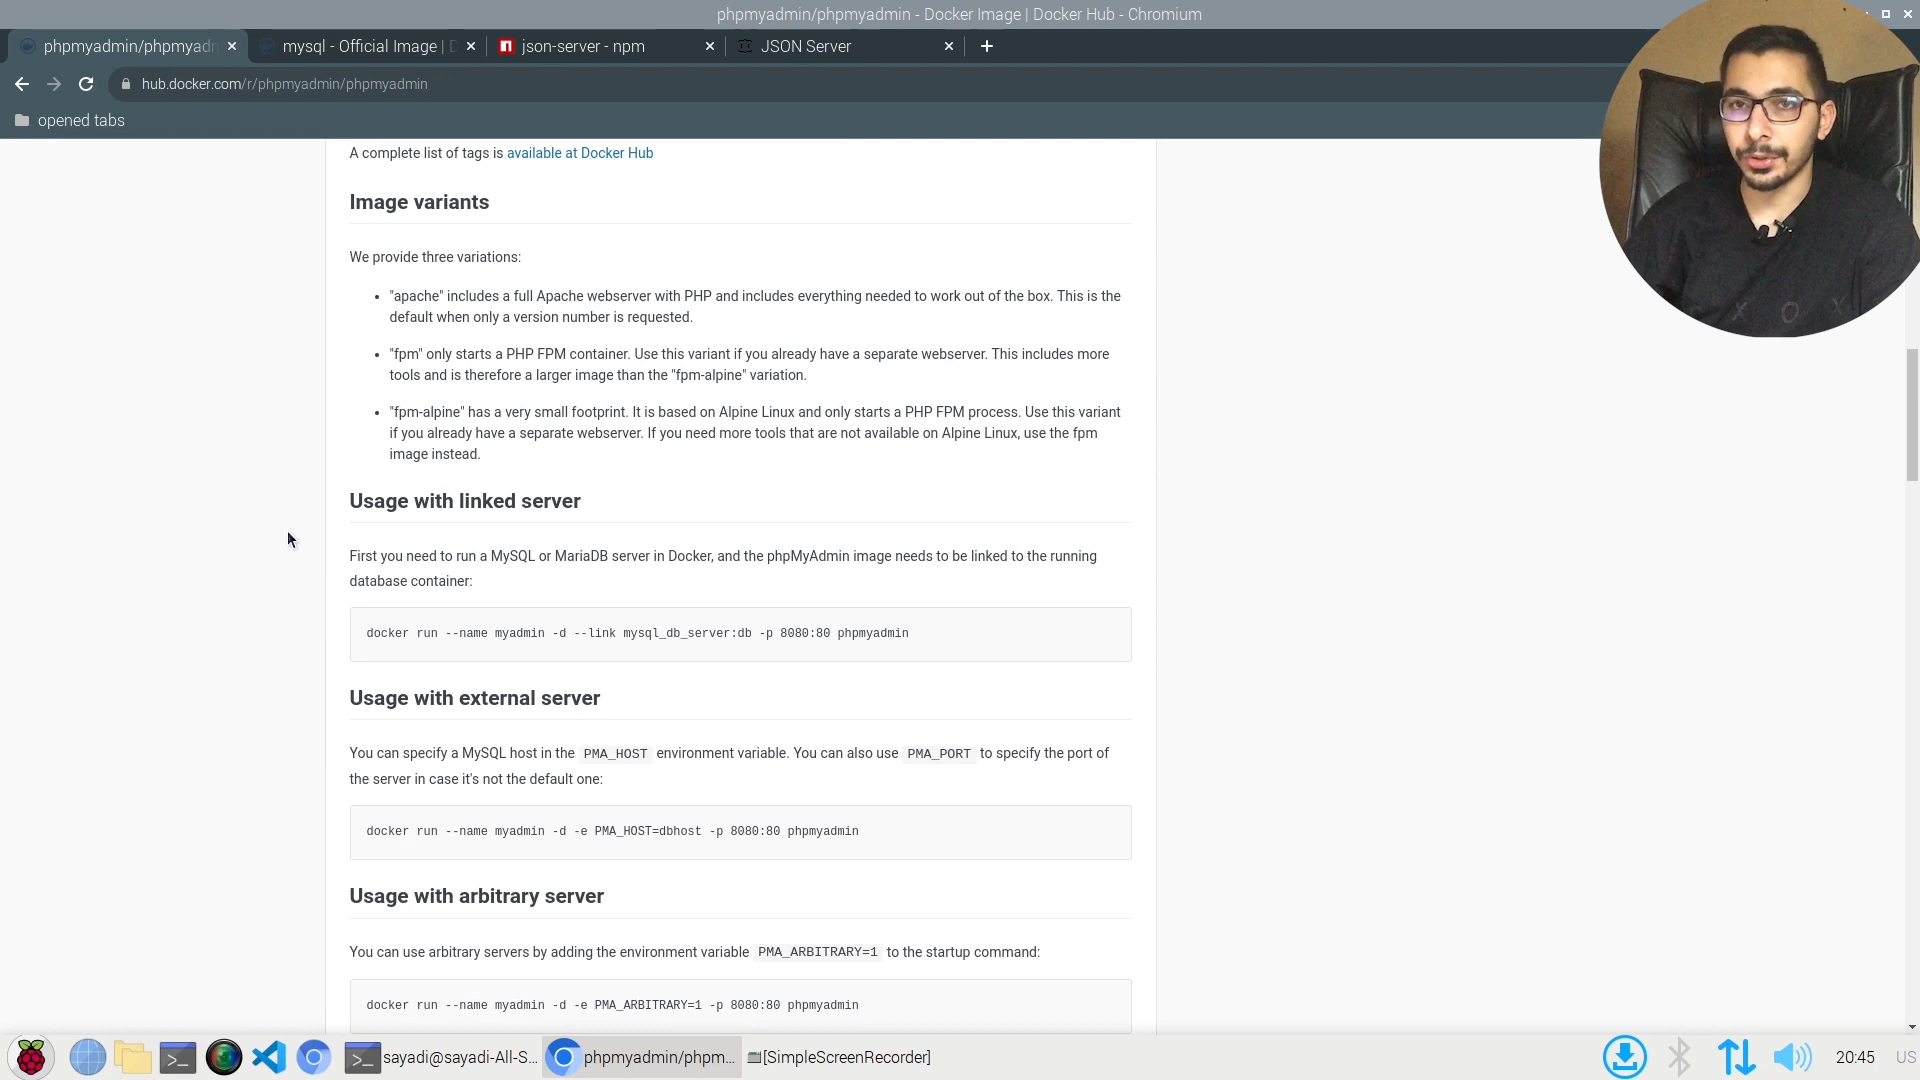 phpmyadmin/phpmyadmin - Docker Image | Docker Hub - Chromium
phpmyadmin/phpmyadm
mysql - Official Image | D
json-server - npm
JSON Server
hub.docker.com/r/phpmyadmin/phpmyadmin
opened tabs
A complete list of tags is available at Docker Hub
Image variants
We provide three variations:
• "apache" includes a full Apache webserver with PHP and includes everything needed to work out of the box. This is the
default when only a version number is requested.
• "fpm" only starts a PHP FPM container. Use this variant if you already have a separate webserver. This includes more
tools and is therefore a larger image than the "fpm-alpine" variation.
• "fpm-alpine" has a very small footprint. It is based on Alpine Linux and only starts a PHP FPM process. Use this variant
if you already have a separate webserver. If you need more tools that are not available on Alpine Linux, use the fpm
image instead.
Usage with linked server
First you need to run a MySQL or MariaDB server in Docker, and the phpMyAdmin image needs to be linked to the running
database container:
docker run --name myadmin -d --link mysql_db_server:db -p 8080:80 phpmyadmin
Usage with external server
You can specify a MySQL host in the PMA_HOST environment variable. You can also use PMA_PORT to specify the port of
the server in case it's not the default one:
docker run --name myadmin -d -e PMA_HOST=dbhost -p 8080:80 phpmyadmin
Usage with arbitrary server
You can use arbitrary servers by adding the environment variable PMA_ARBITRARY=1 to the startup command:
docker run --name myadmin -d -e PMA_ARBITRARY=1 -p 8080:80 phpmyadmin
sayadi@sayadi-All-S...
phpmyadmin/phpm...
[SimpleScreenRecorder]
20:45
US